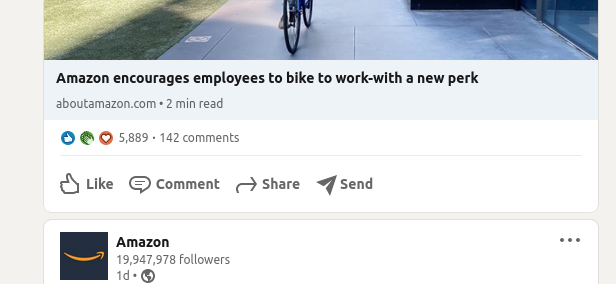 Amazon encourages employees to bike to work-with a new perk
aboutamazon.com • 2 min read
5,889 · 142 comments
Like Comment Share Send
Amazon
19,947,978 followers
1d •